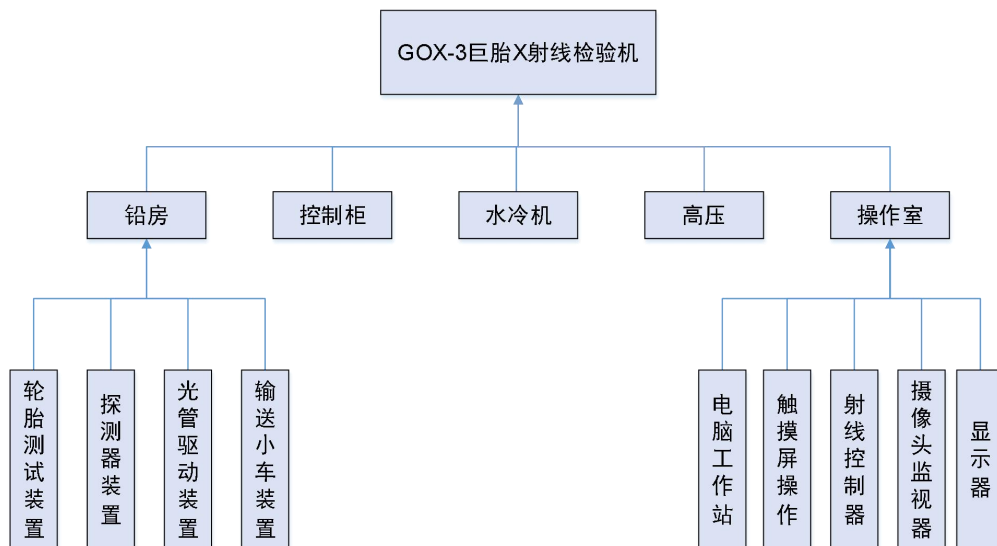 GOX-3巨胎X射线检验机
铅房
控制柜
水冷机
高压
操作室
轮胎测试装置
探测器装置
光管驱动装置
输送小车装置
电脑工作站
触摸屏操作
射线控制器
摄像头监视器
显示器